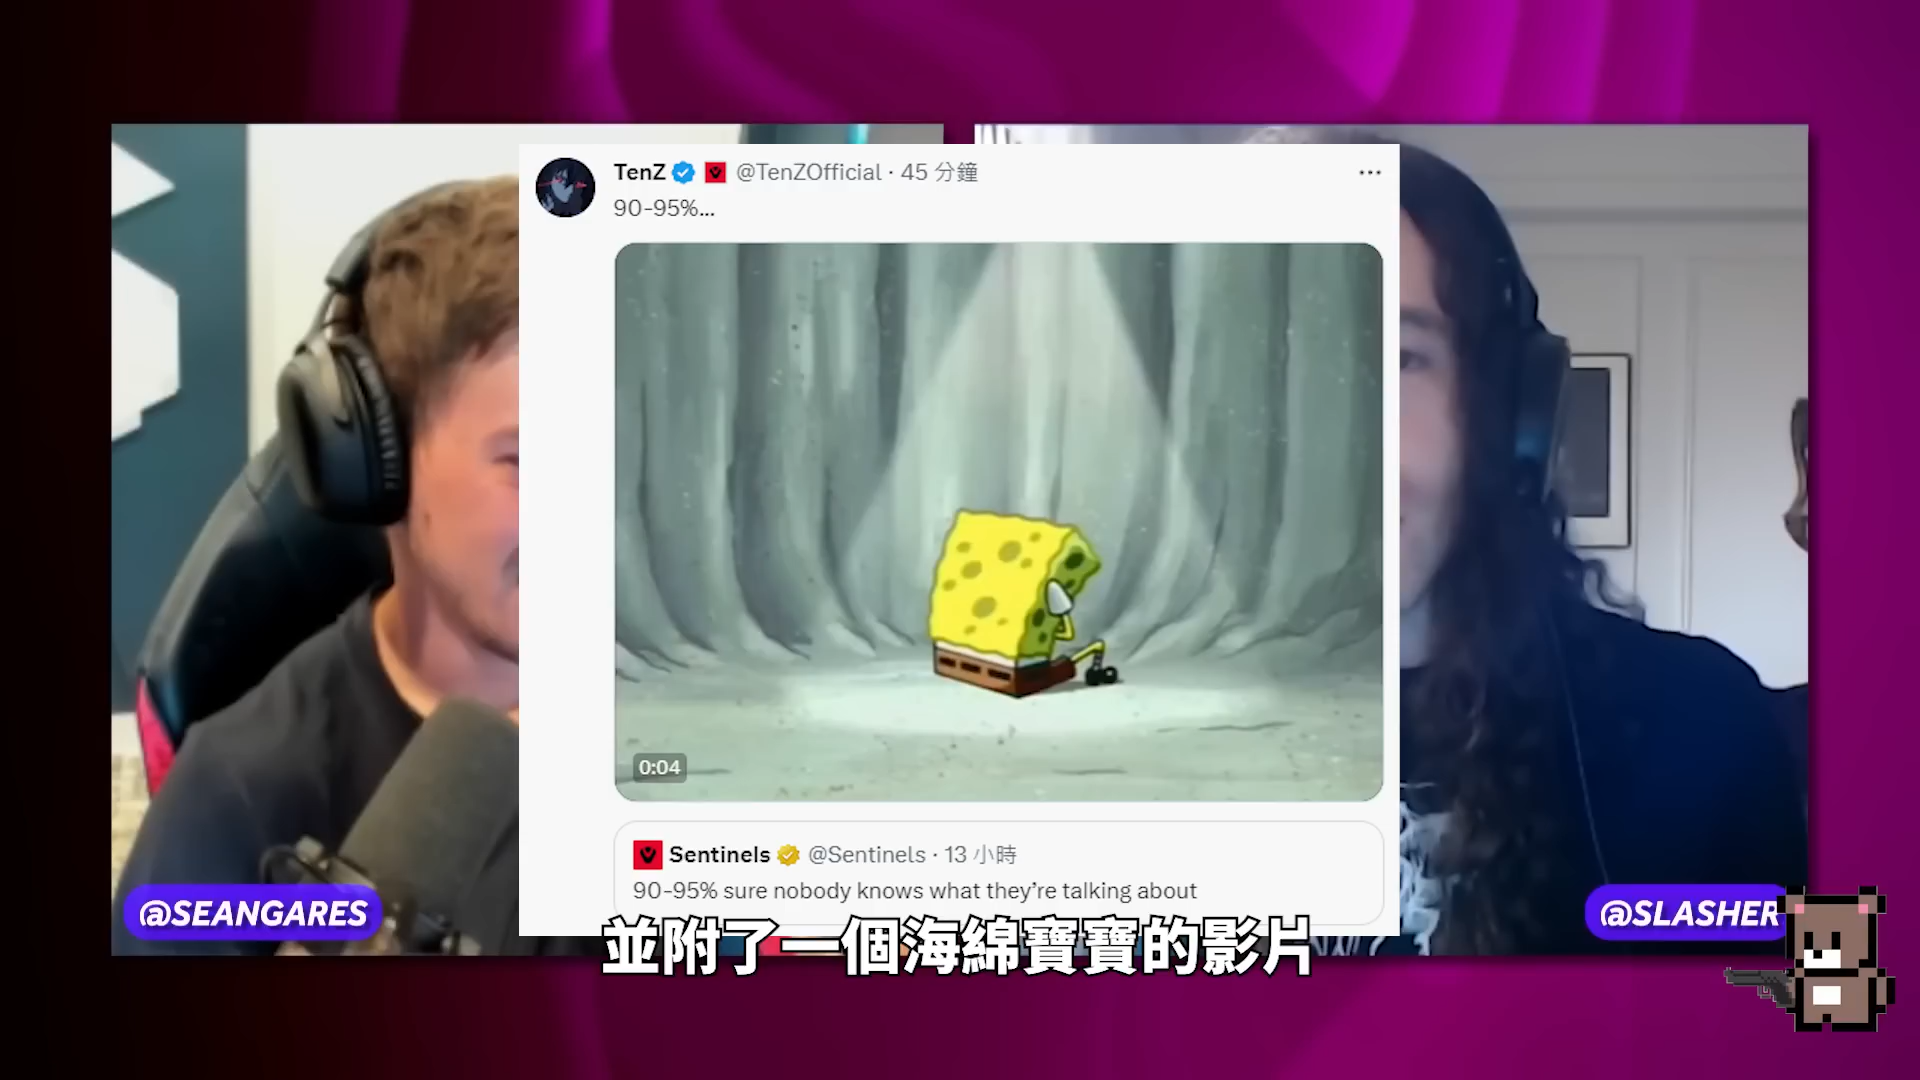 TenZ @TenZOfficial · 45 分鐘
90-95%...
0:04
Sentinels @Sentinels · 13 小時
90-95% sure nobody knows what they're talking about
@SEANGARES
@SLASHER
並附了一個海綿寶寶的影片